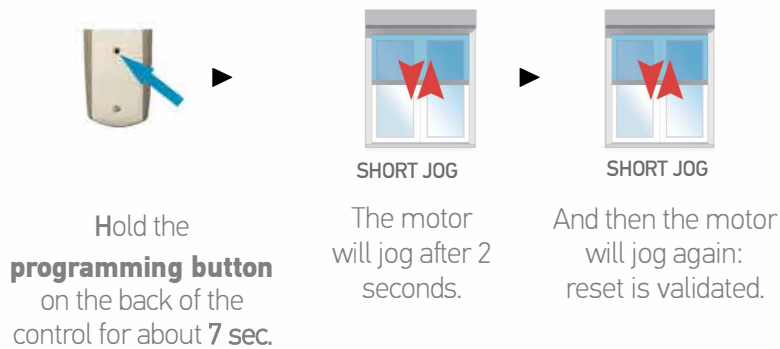 SHORT JOG
SHORT JOG
Hold the
programming button
on the back of the
control for about 7 sec.
The motor
will jog after 2
seconds.
And then the motor
will jog again:
reset is validated.